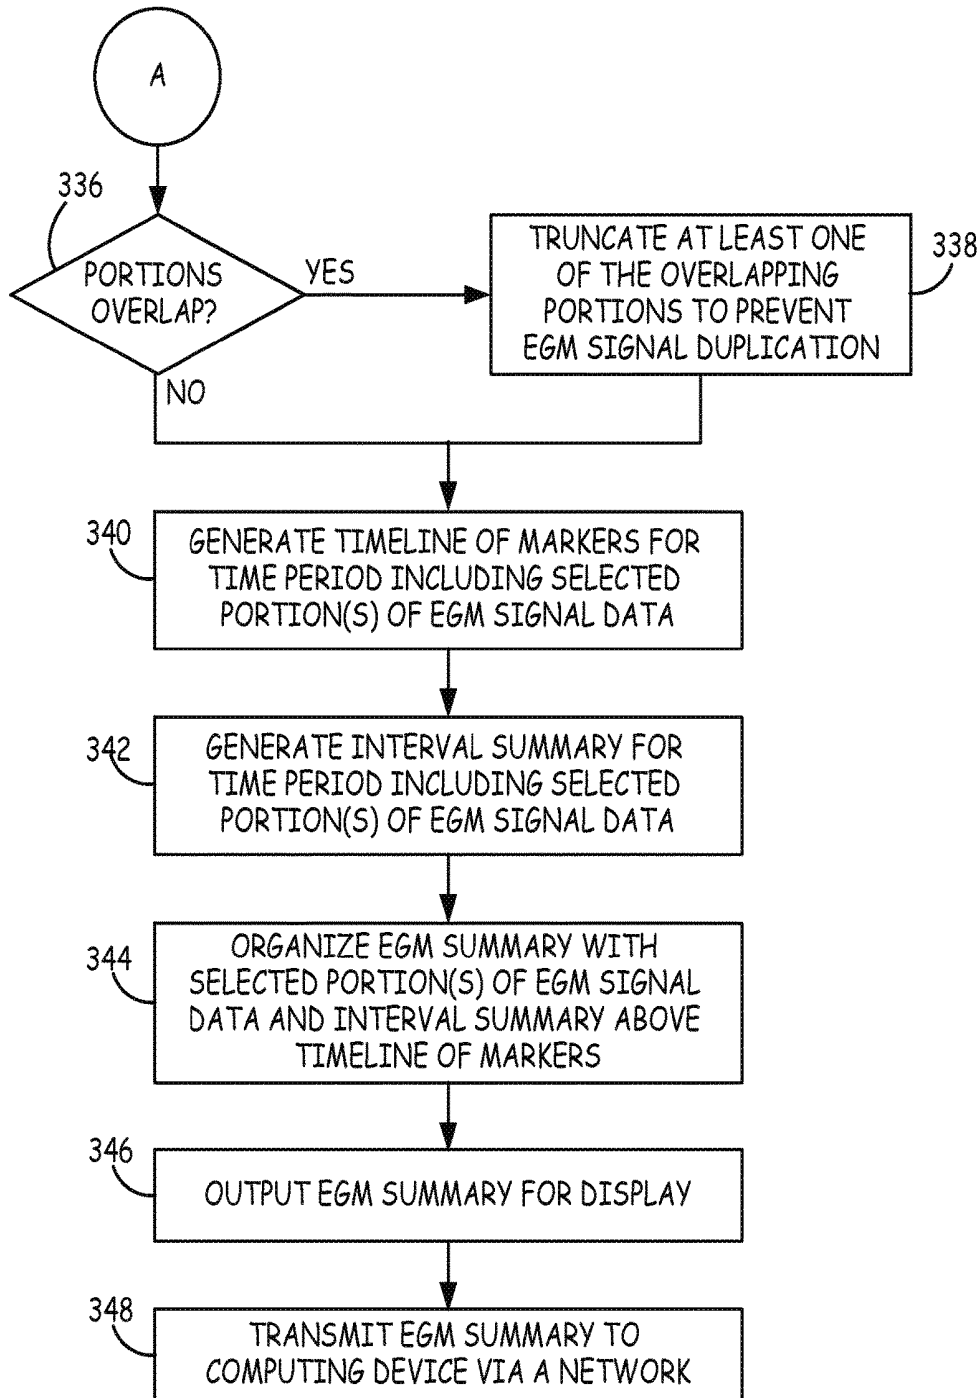 A
336
PORTIONS
OVERLAP?
YES
NO
TRUNCATE AT LEAST ONE
OF THE OVERLAPPING
PORTIONS TO PREVENT
EGM SIGNAL DUPLICATION
338
340
GENERATE TIMELINE OF MARKERS FOR
TIME PERIOD INCLUDING SELECTED
PORTION(S) OF EGM SIGNAL DATA
342
GENERATE INTERVAL SUMMARY FOR
TIME PERIOD INCLUDING SELECTED
PORTION(S) OF EGM SIGNAL DATA
344
ORGANIZE EGM SUMMARY WITH
SELECTED PORTION(S) OF EGM SIGNAL
DATA AND INTERVAL SUMMARY ABOVE
TIMELINE OF MARKERS
346
OUTPUT EGM SUMMARY FOR DISPLAY
348
TRANSMIT EGM SUMMARY TO
COMPUTING DEVICE VIA A NETWORK